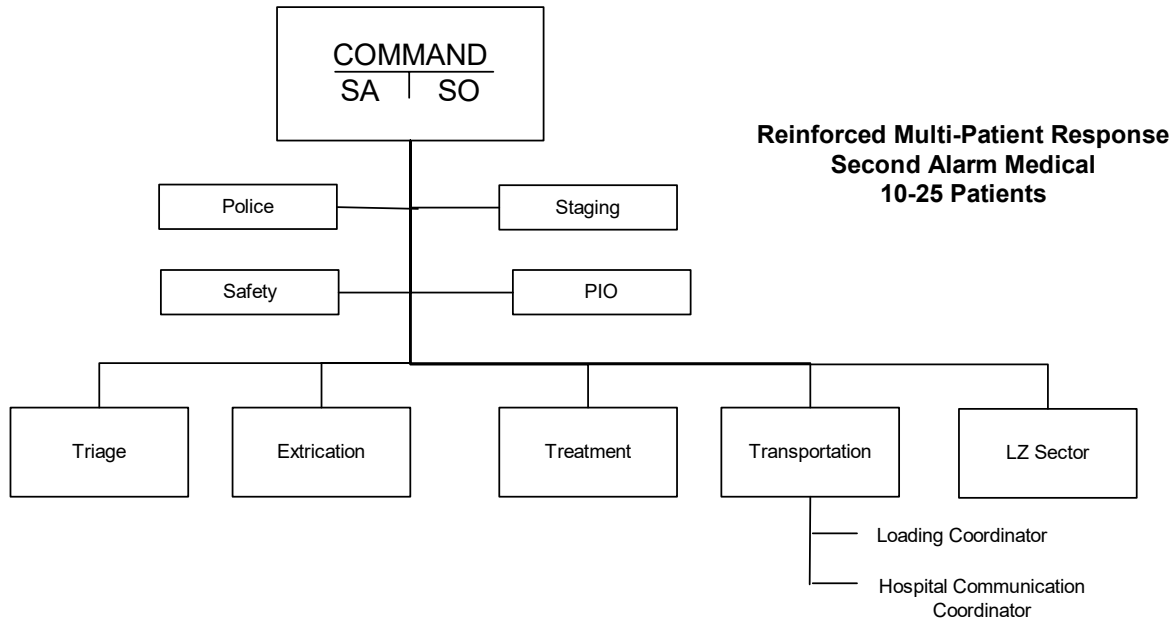 COMMAND
SA SO
Reinforced Multi-Patient Response
Second Alarm Medical
10-25 Patients
Police
Staging
Safety
PIO
Triage
Extrication
Treatment
Transportation
LZ Sector
Loading Coordinator
Hospital Communication
Coordinator